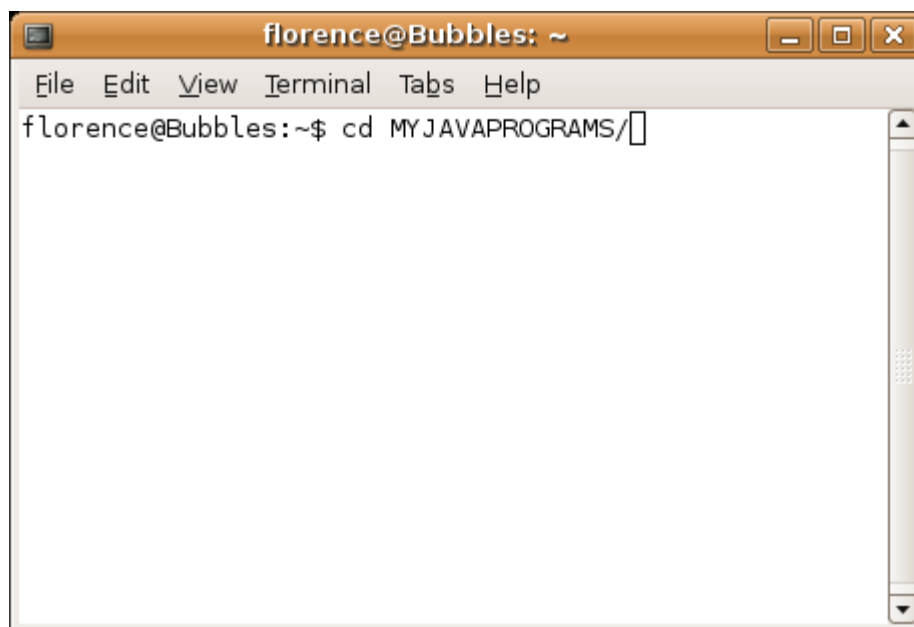 florence@Bubbles: ~
File Edit View Terminal Tabs Help
florence@Bubbles:~$ cd MYJAVAPROGRAMS/